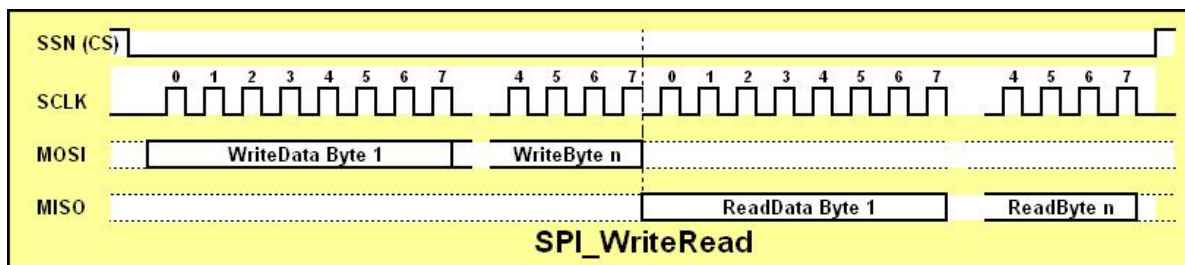 SSN (CS)
0 1 2 3 4 5 6 7 4 5 6 7 0 1 2 3 4 5 6 7 4 5 6 7
SCLK
MOSI WriteData Byte 1 WriteByte n
MISO ReadData Byte 1 ReadByte n
SPI_WriteRead